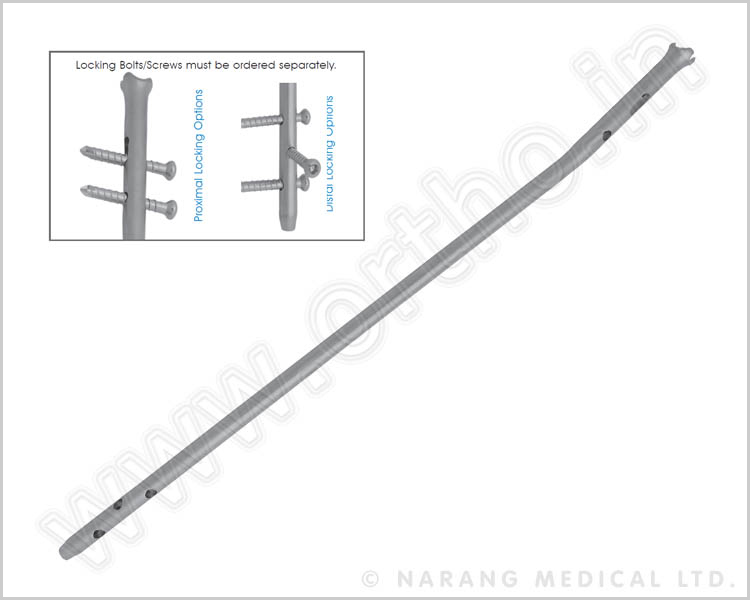 Locking Bolts/Screws must be ordered separately.
Proximal Locking Options
Distal Locking Options
www.ortho.in
© NARANG MEDICAL LTD.